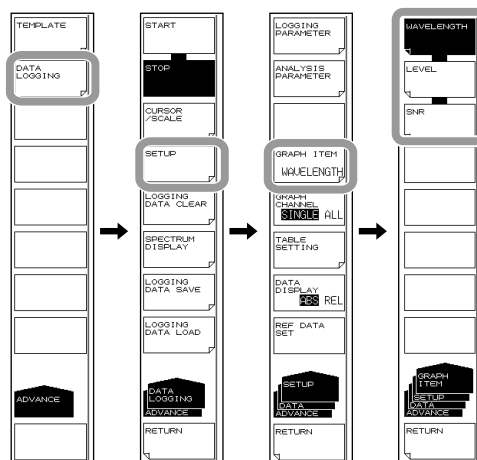 TEMPLATE
DATA
LOGGING
ADVANCE
RETURN
START
STOP
CURSOR
/SCALE
SETUP
LOGGING
DATA CLEAR
SPECTRUM
DISPLAY
LOGGING
DATA SAVE
LOGGING
DATA LOAD
DATA
LOGGING
ADVANCE
RETURN
LOGGING
PARAMETER
ANALYSIS
PARAMETER
GRAPH ITEM
WAVELENGTH
GRAPH
CHANNEL
SINGLE ALL
TABLE
SETTING
DATA
DISPLAY
ABS REL
REF DATA
SET
SETUP
DATA
ADVANCE
RETURN
WAVELENGTH
LEVEL
SNR
GRAPH
ITEM
SETUP
DATA
ADVANCE
RETURN